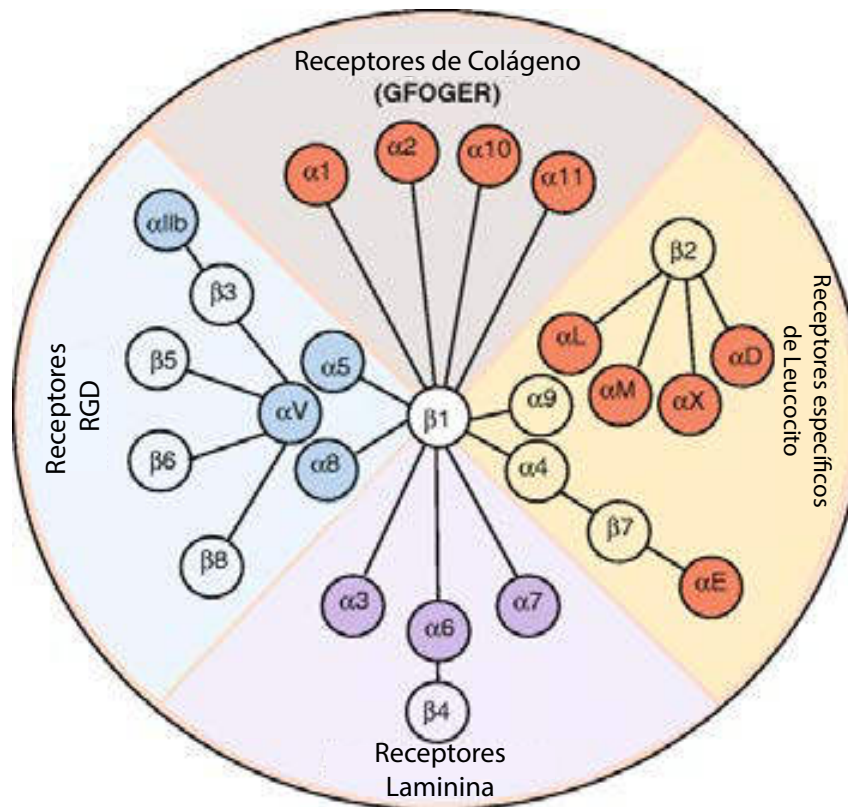 Receptores de Colágeno
(GFOGER)
α1
α2
α10
α11
αIIb
β3
β5
αV
α5
β6
α8
β8
Receptores
RGD
β1
β2
αL
αM
αX
αD
α9
α4
β7
αE
Receptores específicos
de Leucocito
α3
α6
α7
β4
Receptores
Laminina